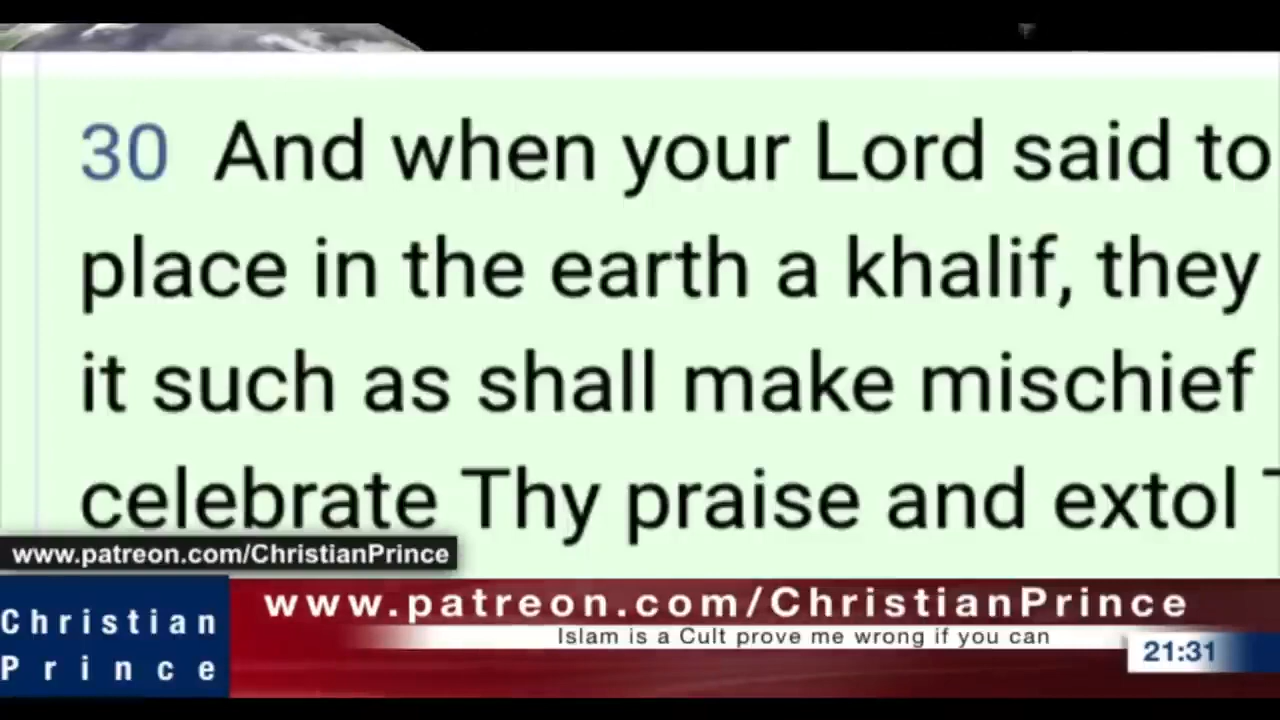 30 And when your Lord said to
place in the earth a khalif, they
it such as shall make mischief
celebrate Thy praise and extol
www.patreon.com/ChristianPrince
Christian
Prince
www.patreon.com/ChristianPrince
Islam is a Cult prove me wrong if you can
21:31